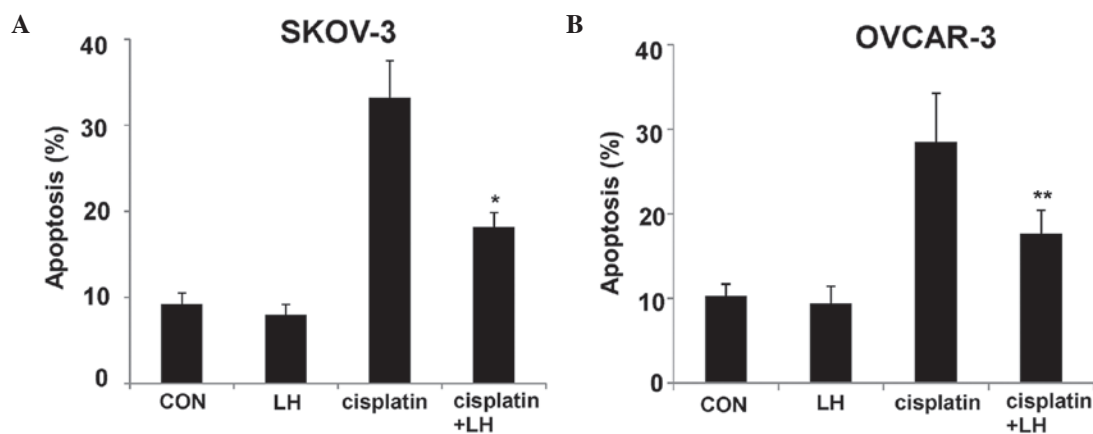 A
SKOV-3
Apoptosis (%)
40
30
20
10
0
*
CON
LH
cisplatin
cisplatin
+LH
B
OVCAR-3
Apoptosis (%)
40
30
20
10
0
**
CON
LH
cisplatin
cisplatin
+LH